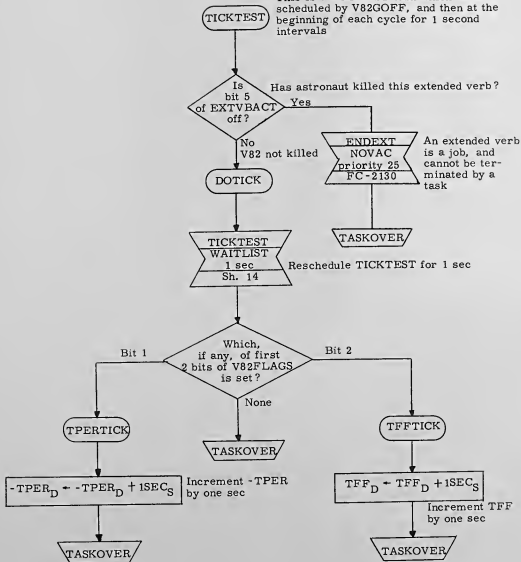 scheduled by V82GOFF, and then at the
beginning of each cycle for 1 second
intervals
TICKTEST
Is
bit 5
of EXTVBACT
off?
Has astronaut killed this extended verb?
Yes
No
V82 not killed
ENDEXT
NOVAC
priority 25
FC-2130
An extended verb
is a job, and
cannot be ter-
minated by a
task
DOTICK
TASKOVER
TICKTEST
WAITLIST
1 sec
Sh. 14
Reschedule TICKTEST for 1 sec
Which,
if any, of first
2 bits of V82FLAGS
is set?
Bit 1
Bit 2
None
TPERTICK
TFFTICK
TASKOVER
-TPERD ← -TPERD + 1SECS
Increment -TPER
by one sec
TFFD ← TFFD + 1SECS
Increment TFF
by one sec
TASKOVER
TASKOVER